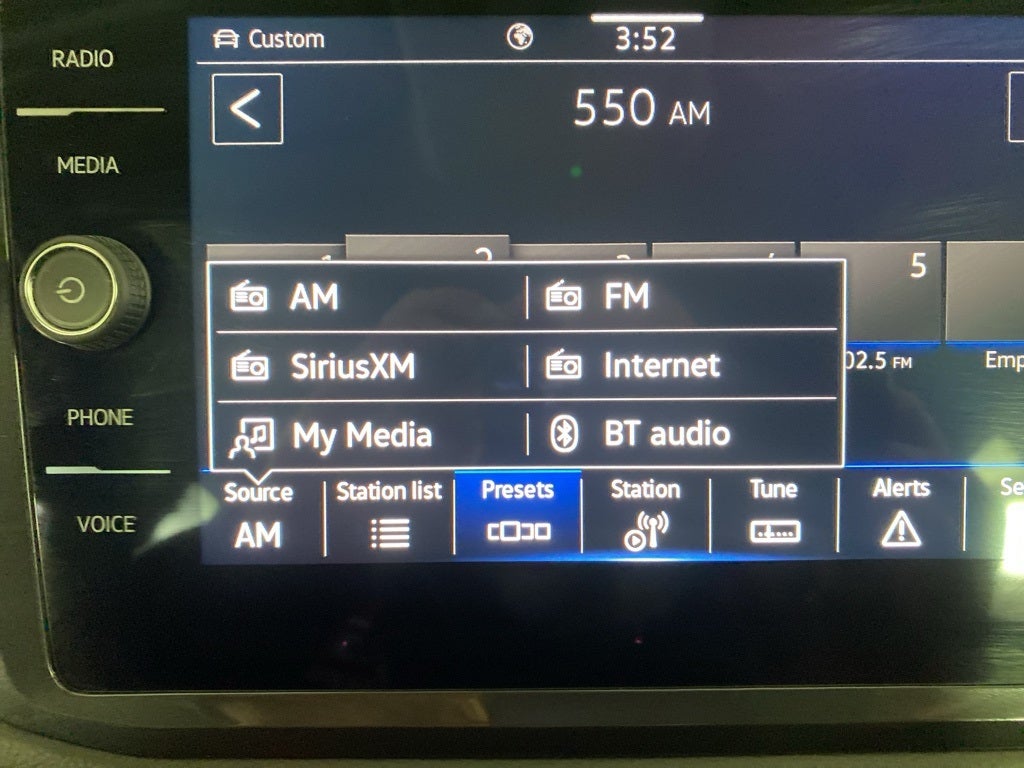 RADIO
MEDIA
PHONE
VOICE
Custom
3:52
550 AM
5
AM
FM
SiriusXM
Internet
02.5 FM
My Media
BT audio
Source
Station list
Presets
Station
Tune
Alerts
AM